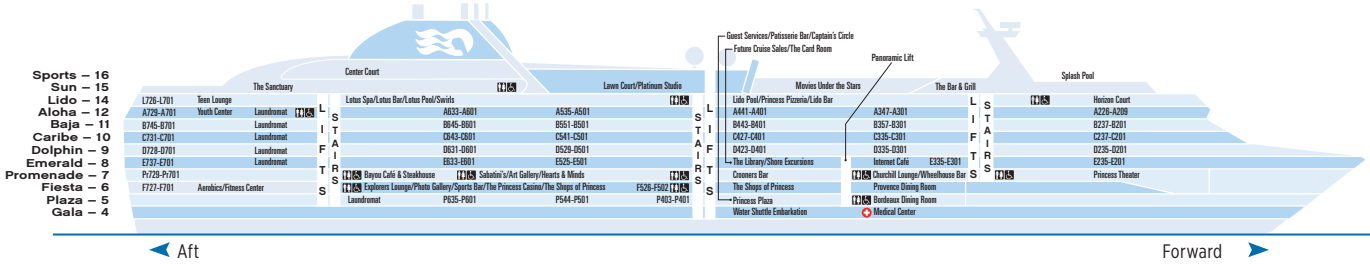 Guest Services/Patisserie Bar/Captain's Circle
Future Cruise Sales/The Card Room
Panoramic Lift
Sports – 16 Center Court Splash Pool
Sun – 15 The Sanctuary Lawn Court/Platinum Studio Movies Under the Stars The Bar & Grill
Lido – 14 L726-L701 Teen Lounge Lotus Spa/Lotus Bar/Lotus Pool/Swirls Lido Pool/Princess Pizzeria/Lido Bar Horizon Court
Aloha – 12 A729-A701 Youth Center Laundromat A633-A601 A535-A501 A441-A401 A347-A301 A226-A209
Baja – 11 B745-B701 Laundromat B645-B601 B551-B501 B443-B401 B357-B301 B237-B201
Caribe – 10 C731-C701 Laundromat C643-C601 C541-C501 C427-C401 C335-C301 C237-C201
Dolphin – 9 D728-D701 Laundromat D631-D601 D529-D501 D423-D401 D335-D301 D235-D201
Emerald – 8 E737-E701 Laundromat E633-E601 E525-E501 The Library/Shore Excursions Internet Café E335-E301 E235-E201
Promenade – 7 Pr729-Pr701 Bayou Café & Steakhouse Sabatini's/Art Gallery/Hearts & Minds Crooners Bar Churchill Lounge/Wheelhouse Bar Princess Theater
Fiesta – 6 F727-F701 Aerobics/Fitness Center Explorers Lounge/Photo Gallery/Sports Bar/The Princess Casino/The Shops of Princess F526-F502 The Shops of Princess Provence Dining Room
Plaza – 5 Laundromat P635-P601 P544-P501 P403-P401 Princess Plaza Bordeaux Dining Room
Gala – 4 Water Shuttle Embarkation Medical Center
LIFTS
STAIRS
STAIRS
LIFTS
LIFTS
STAIRS
Aft Forward